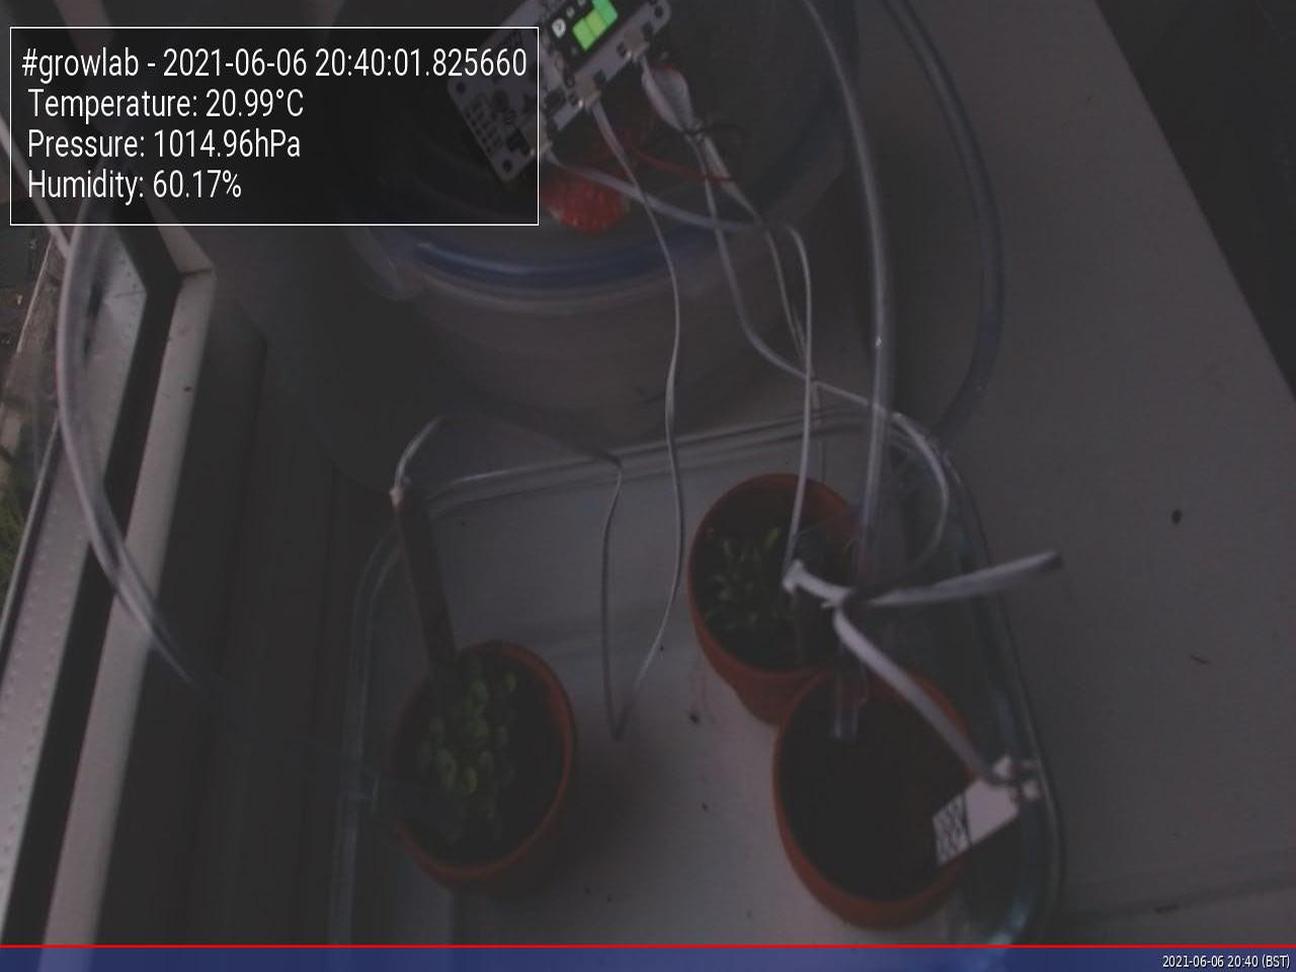 #growlab - 2021-06-06 20:40:01.825660
Temperature: 20.99°C
Pressure: 1014.96hPa
Humidity: 60.17%
2021-06-06 20:40 (BST)